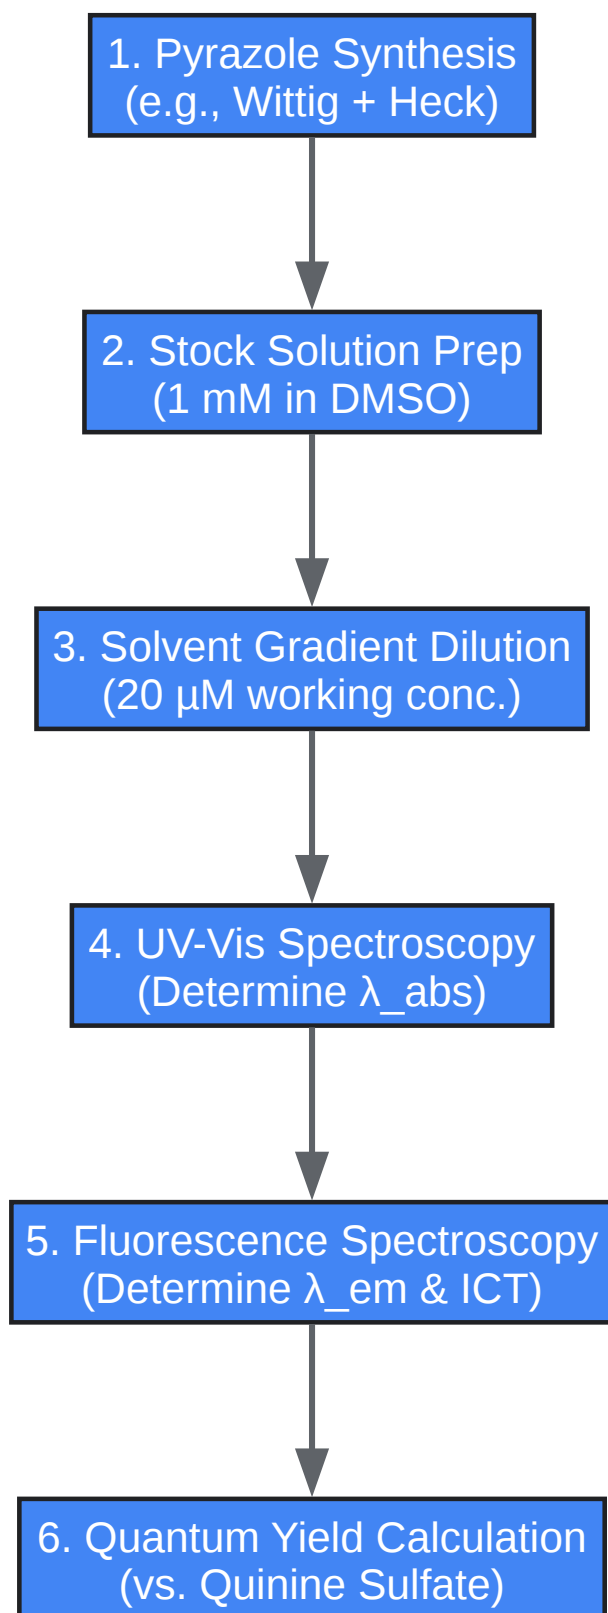 1. Pyrazole Synthesis
(e.g., Wittig + Heck)
2. Stock Solution Prep
(1 mM in DMSO)
3. Solvent Gradient Dilution
(20 µM working conc.)
4. UV-Vis Spectroscopy
(Determine λ_abs)
5. Fluorescence Spectroscopy
(Determine λ_em & ICT)
6. Quantum Yield Calculation
(vs. Quinine Sulfate)